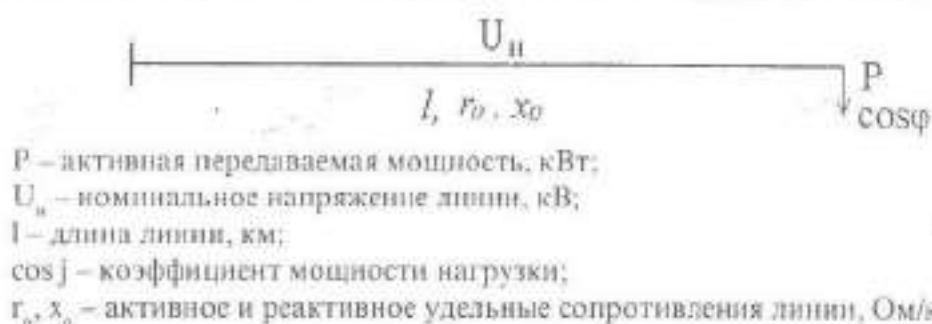 Uн
P
l, r₀, x₀
cosφ
P – активная передаваемая мощность, кВт;
Uн – номинальное напряжение линии, кВ;
l – длина линии, км;
cos j – коэффициент мощности нагрузки;
r₀, x₀ – активное и реактивное удельные сопротивления линии, Ом/к